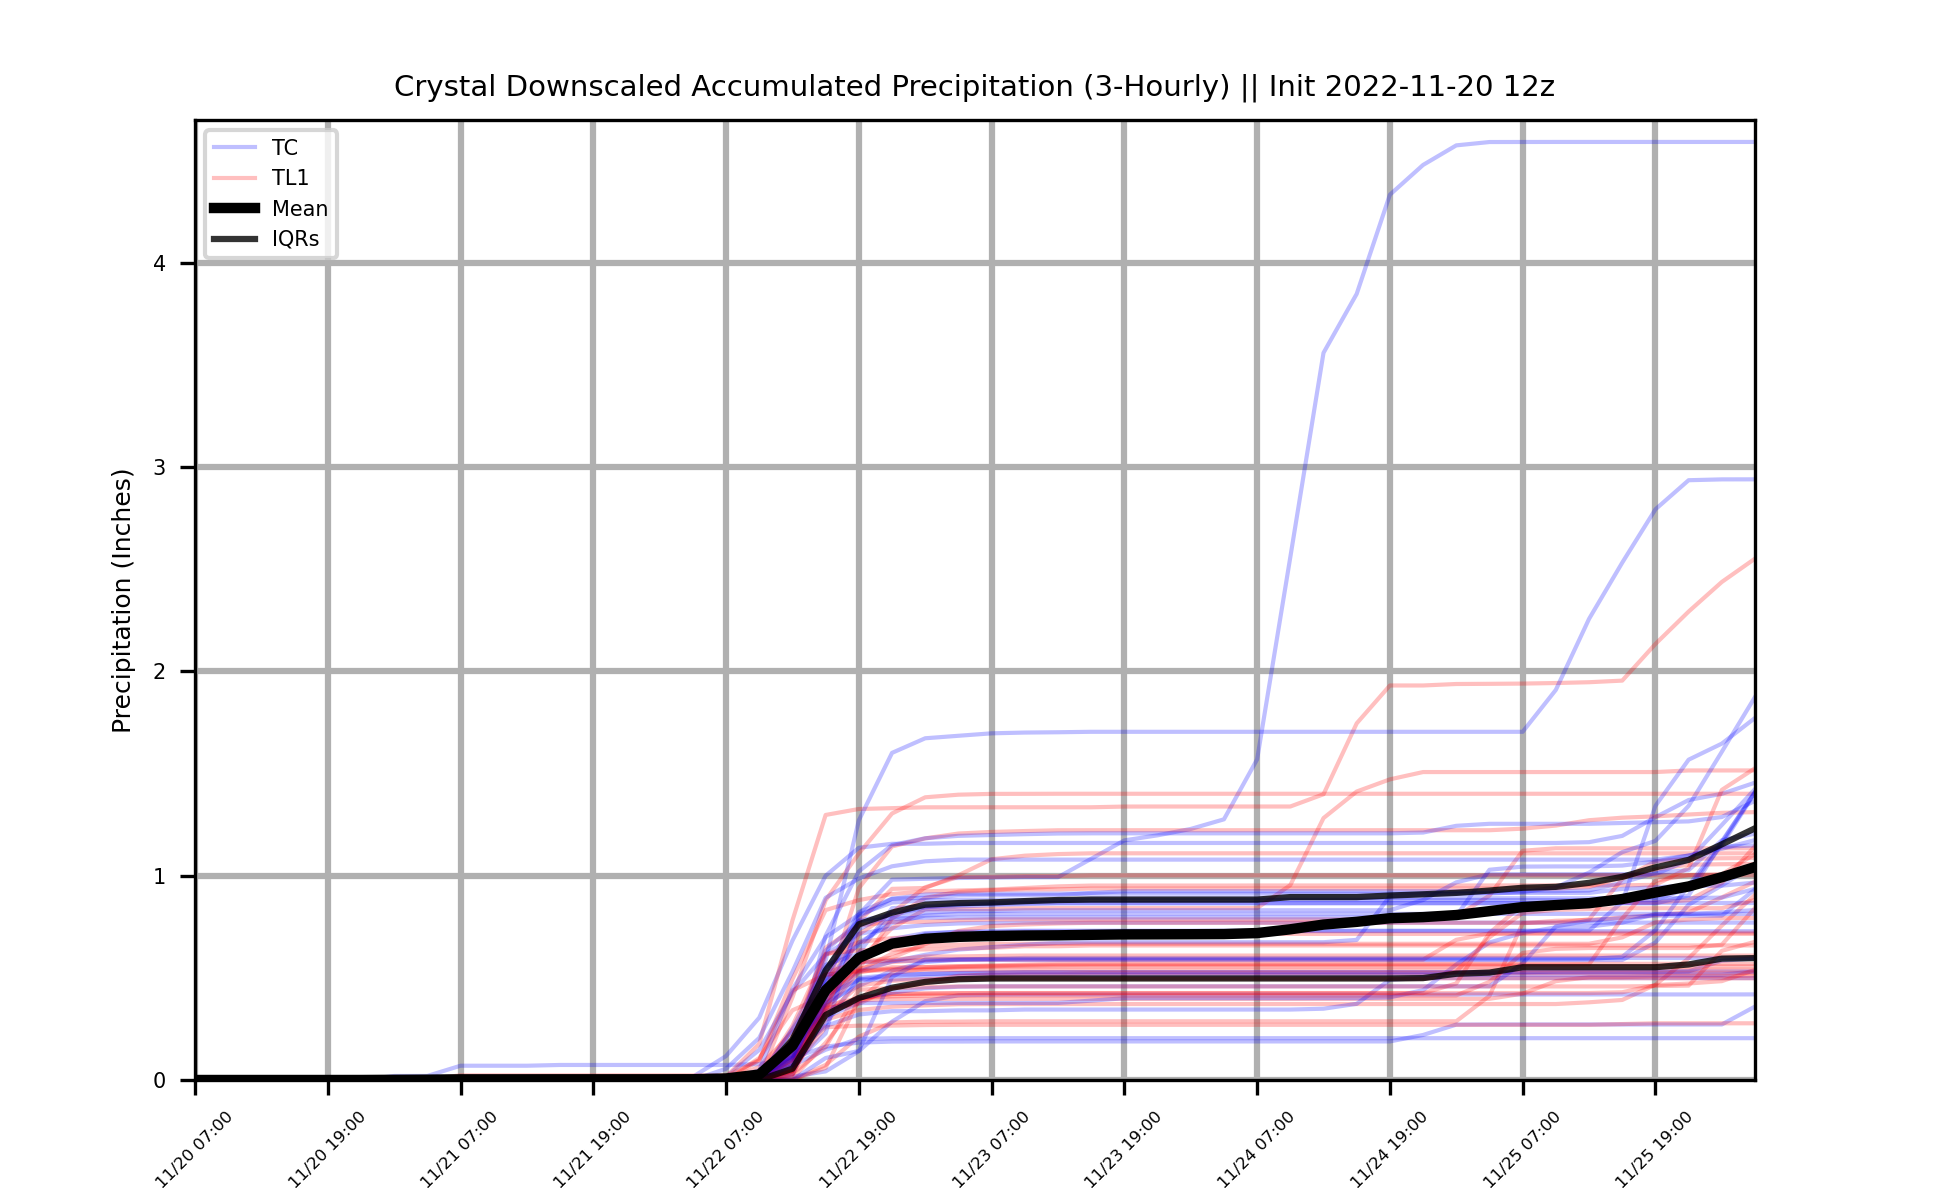 Crystal Downscaled Accumulated Precipitation (3-Hourly) || Init 2022-11-20 12z
TC
TL1
Mean
IQRs
Precipitation (Inches)
4
3
2
1
0
11/20 07:00
11/20 19:00
11/21 07:00
11/21 19:00
11/22 07:00
11/22 19:00
11/23 07:00
11/23 19:00
11/24 07:00
11/24 19:00
11/25 07:00
11/25 19:00